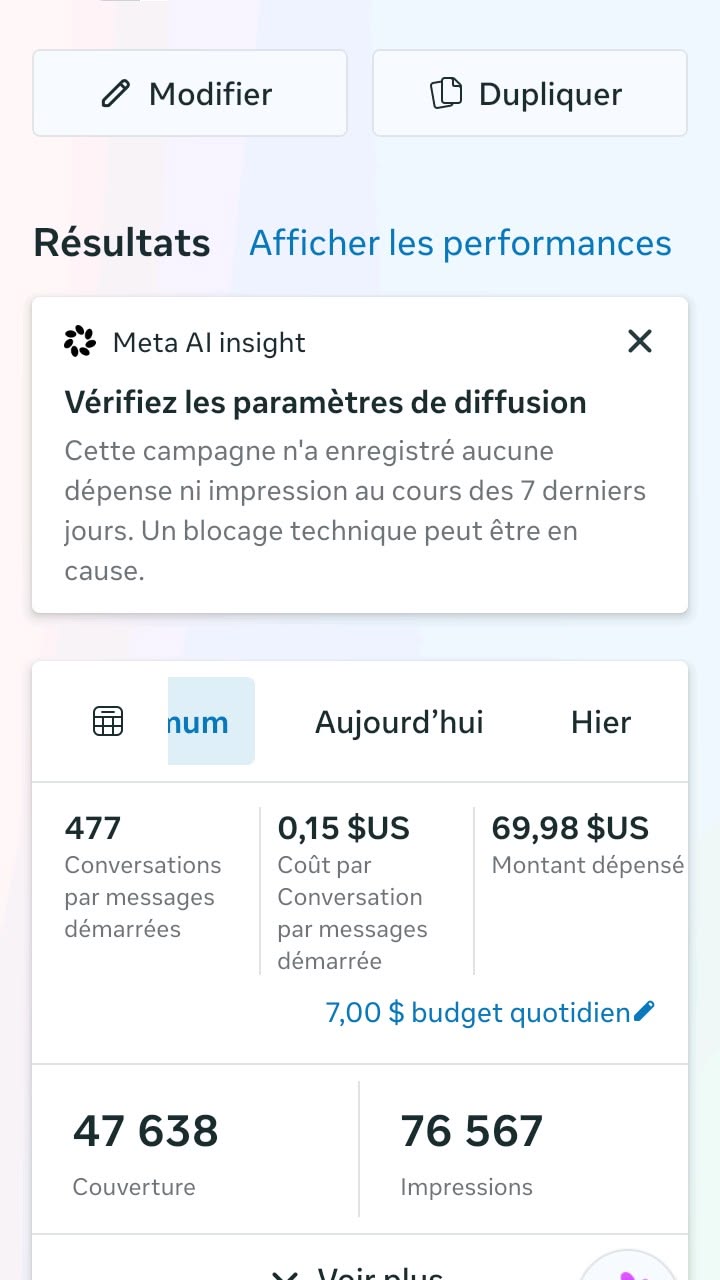 Modifier
Dupliquer
Résultats
Afficher les performances
Meta AI insight
Vérifiez les paramètres de diffusion
Cette campagne n'a enregistré aucune
dépense ni impression au cours des 7 derniers
jours. Un blocage technique peut être en
cause.
num
Aujourd’hui
Hier
477
Conversations
par messages
démarrées
0,15 $US
Coût par
Conversation
par messages
démarrée
69,98 $US
Montant dépensé
7,00 $ budget quotidien
47 638
Couverture
76 567
Impressions
Voir plus